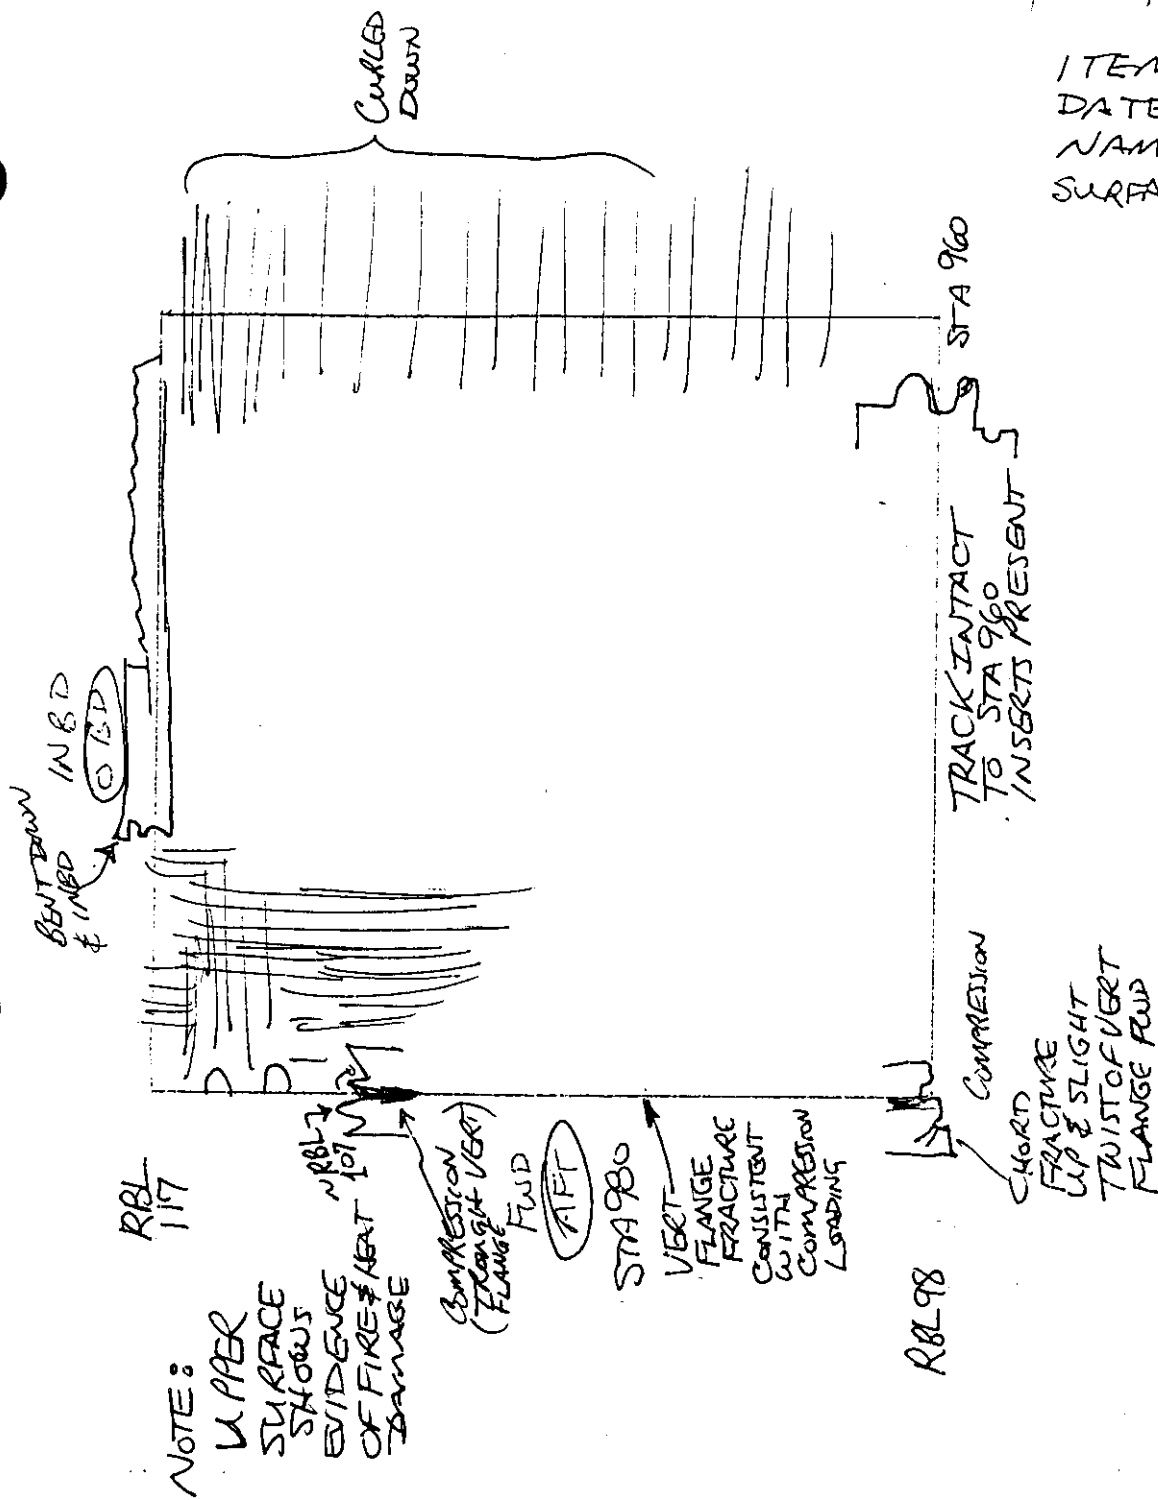 ITEM
DATE
NAM
SURFA
CURLED
DOWN
BENT DOWN
& INBD
INBD
OBD
RBL
117
NOTE:
UPPER
SURFACE
SHOWS
EVIDENCE
OF FIRE & HEAT
DAMAGE
RBL
107
COMPRESSION
(TROUGH VERT)
FLANGE
FWD
AFT
STA 980
VERT
FLANGE
FRACTURE
CONSISTENT
WITH
COMPRESSION
LOADING
RBL 98
COMPRESSION
CHORD
FRACTURE
UP & SLIGHT
TWIST OF VERT
FLANGE FWD
TRACK INTACT
TO STA 960
INSERTS PRESENT
STA 960